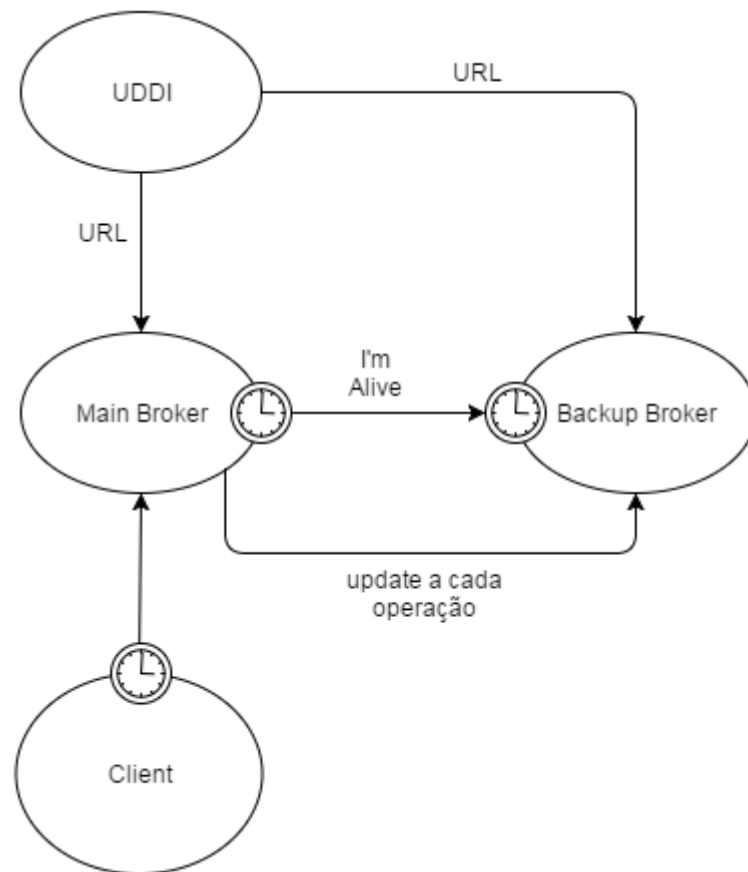 UDDI
URL
URL
I'm
Alive
Main Broker
Backup Broker
update a cada
operação
Client